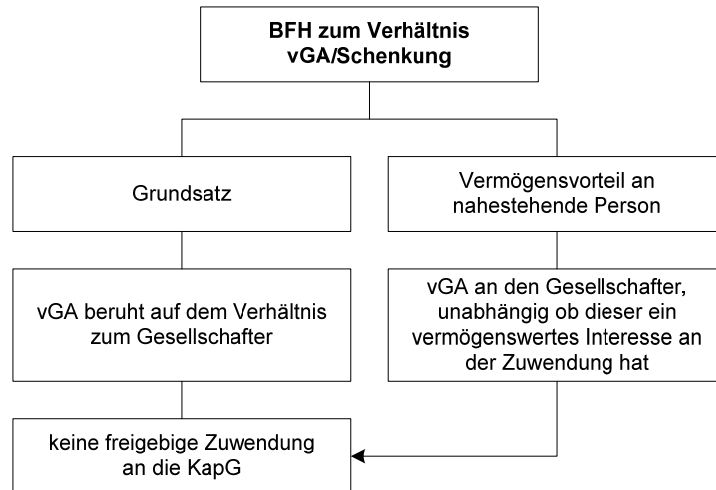 BFH zum Verhältnis
vGA/Schenkung
Grundsatz
Vermögensvorteil an
nahestehende Person
vGA beruht auf dem Verhältnis
zum Gesellschafter
vGA an den Gesellschafter,
unabhängig ob dieser ein
vermögenswertes Interesse an
der Zuwendung hat
keine freigebige Zuwendung
an die KapG